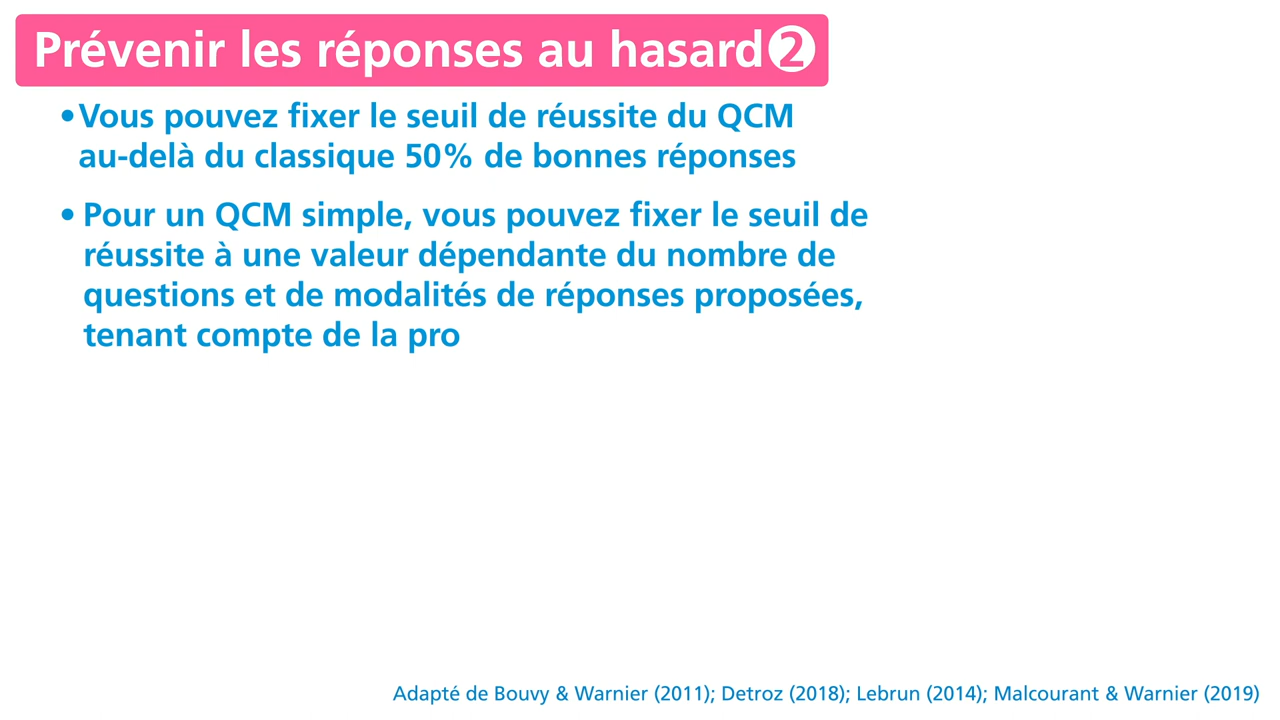 Prévenir les réponses au hasard ❷
• Vous pouvez fixer le seuil de réussite du QCM
au-delà du classique 50% de bonnes réponses
• Pour un QCM simple, vous pouvez fixer le seuil de
réussite à une valeur dépendante du nombre de
questions et de modalités de réponses proposées,
tenant compte de la pro
Adapté de Bouvy & Warnier (2011); Detroz (2018); Lebrun (2014); Malcourant & Warnier (2019)